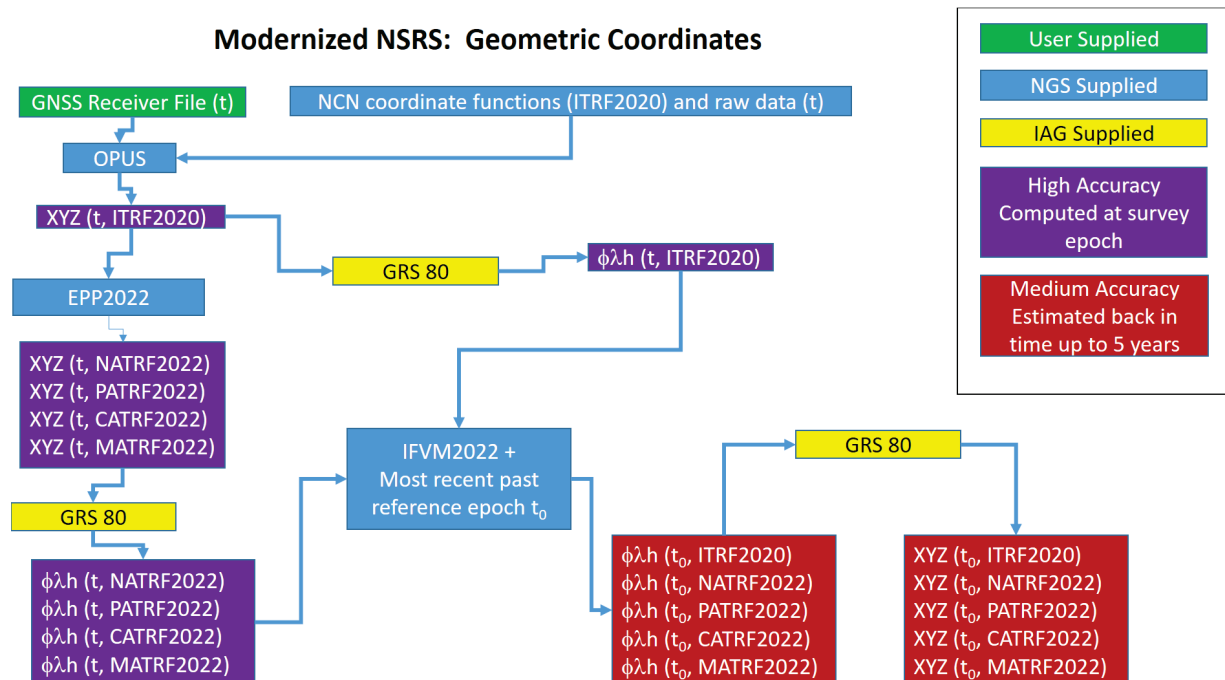 Modernized NSRS:  Geometric Coordinates
GNSS Receiver File (t)
NCN coordinate functions (ITRF2020) and raw data (t)
OPUS
XYZ (t, ITRF2020)
GRS 80
ϕλh (t, ITRF2020)
EPP2022
XYZ (t, NATRF2022)
XYZ (t, PATRF2022)
XYZ (t, CATRF2022)
XYZ (t, MATRF2022)
GRS 80
ϕλh (t, NATRF2022)
ϕλh (t, PATRF2022)
ϕλh (t, CATRF2022)
ϕλh (t, MATRF2022)
IFVM2022 +
Most recent past
reference epoch t₀
ϕλh (t₀, ITRF2020)
ϕλh (t₀, NATRF2022)
ϕλh (t₀, PATRF2022)
ϕλh (t₀, CATRF2022)
ϕλh (t₀, MATRF2022)
GRS 80
XYZ (t₀, ITRF2020)
XYZ (t₀, NATRF2022)
XYZ (t₀, PATRF2022)
XYZ (t₀, CATRF2022)
XYZ (t₀, MATRF2022)
User Supplied
NGS Supplied
IAG Supplied
High Accuracy
Computed at survey
epoch
Medium Accuracy
Estimated back in
time up to 5 years